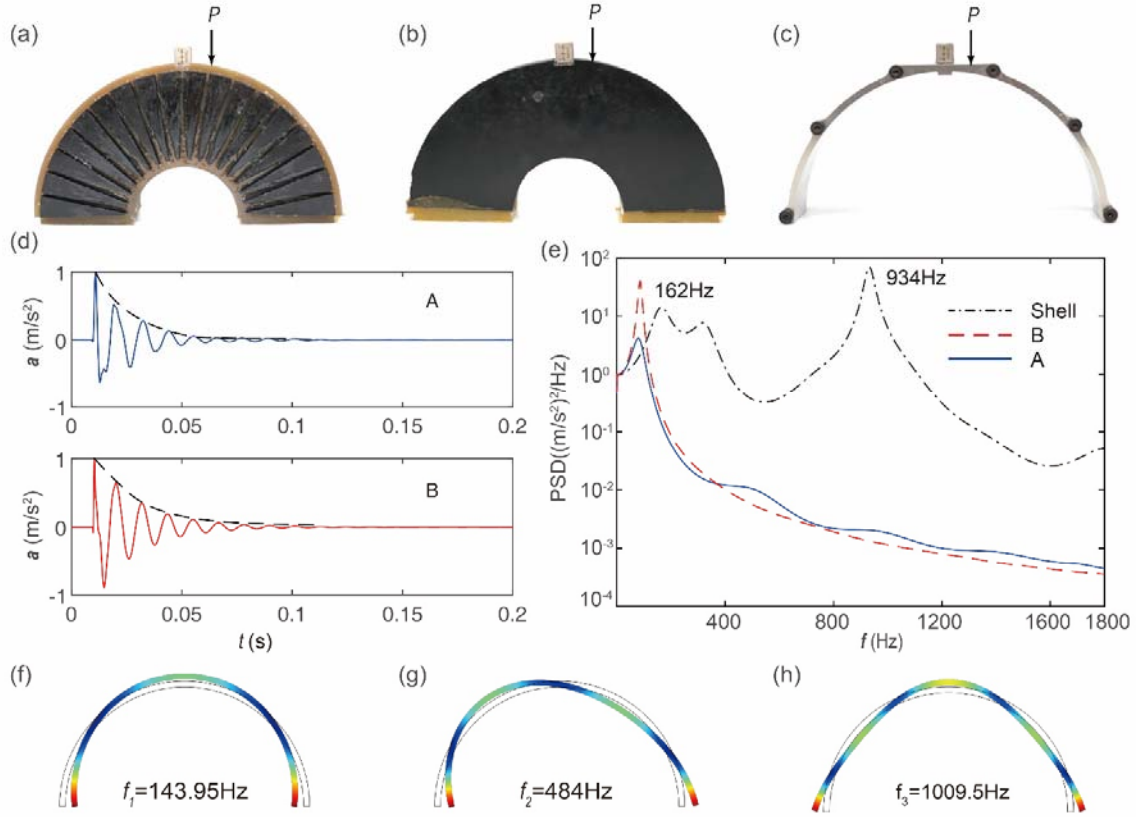 (a)
P
(b)
P
(c)
P
(d)
1
0
-1
a (m/s²)
A
0
0.05
0.1
0.15
0.2
1
0
-1
a (m/s²)
B
0
0.05
0.1
0.15
0.2
t (s)
(e)
10²
10¹
10⁰
10⁻¹
10⁻²
10⁻³
10⁻⁴
PSD((m/s²)²/Hz)
162Hz
934Hz
Shell
B
A
400
800
1200
1600
1800
f (Hz)
(f)
f₁=143.95Hz
(g)
f₂=484Hz
(h)
f₃=1009.5Hz